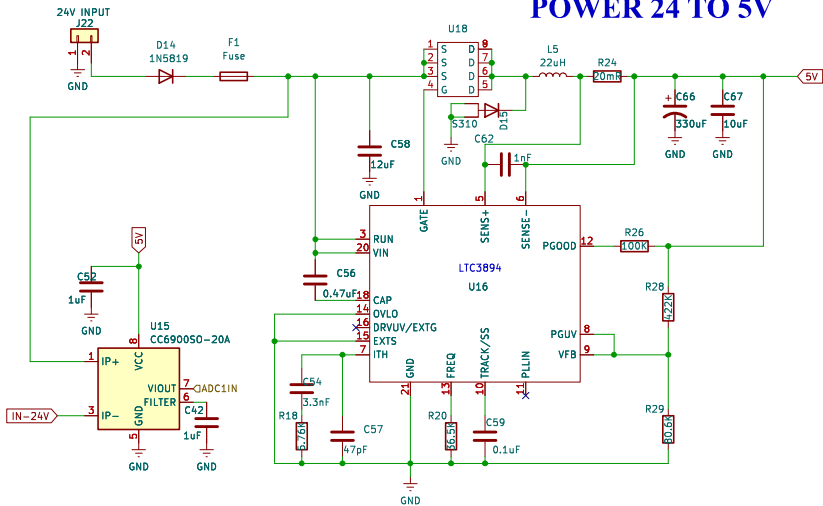 POWER 24 TO 5V
24V INPUT
J22
1
2
GND
D14
1N5819
F1
Fuse
U18
1 S D 8
2 S D 7
3 S D 6
4 G D 5
L5
22uH
R24
20mR
5V
S310
D15
GND
C66
330uF
GND
C67
10uF
GND
C58
12uF
GND
C62
1nF
1
GATE
5
SENS+
6
SENSE-
3 RUN
20 VIN
18 CAP
14 OVLO
16 DRVUV/EXTG
15 EXTS
7 ITH
LTC3894
U16
PGOOD 12
PGUV 8
VFB 9
GND
21
FREQ
13
TRACK/SS
10
PLLIN
11
R26
100K
R28
422K
R29
80.6K
C56
0.47uF
C54
3.3nF
R18
5.76K
C57
47pF
R20
36.5K
C59
0.1uF
GND
5V
C52
1uF
GND
U15
CC6900SO-20A
8
VCC
1 IP+
3 IP-
VIOUT 7
ADC1IN
FILTER 6
GND
5
GND
C42
1uF
GND
IN-24V